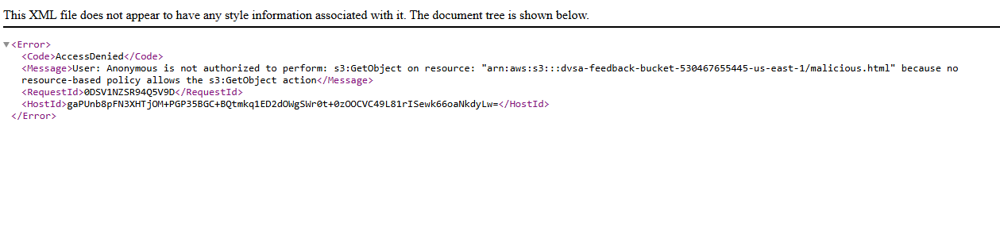 This XML file does not appear to have any style information associated with it. The document tree is shown below.
<Error>
<Code>AccessDenied</Code>
<Message>User: Anonymous is not authorized to perform: s3:GetObject on resource: "arn:aws:s3:::dvsa-feedback-bucket-530467655445-us-east-1/malicious.html" because no
resource-based policy allows the s3:GetObject action</Message>
<RequestId>0DSV1NZSR94Q5V9D</RequestId>
<HostId>gaPUnb8pFN3XHTjOM+PGP35BGC+BQtmkq1ED2dOWgSWr0t+0zOOCVC49L81rISewk66oaNkdyLw=</HostId>
</Error>